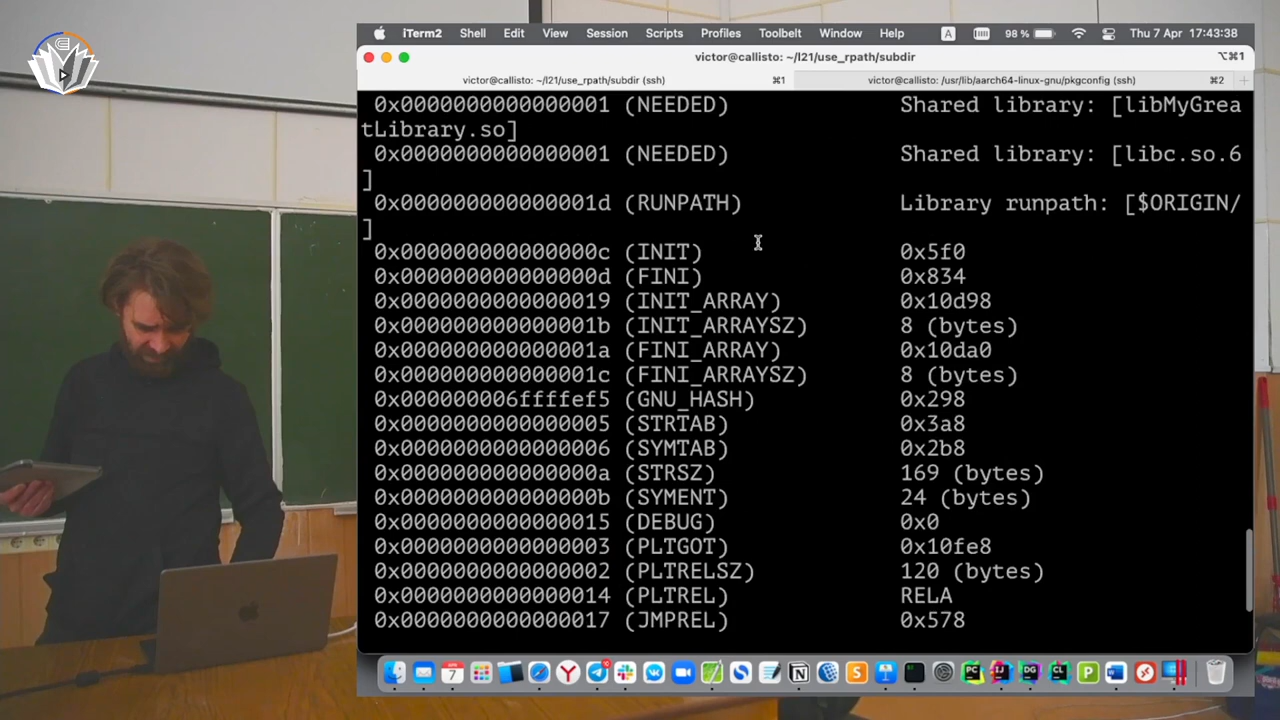 iTerm2 Shell Edit View Session Scripts Profiles Toolbelt Window Help A 98 % Thu 7 Apr 17:43:38
victor@callisto: ~/l21/use_rpath/subdir ⌥⌘1
victor@callisto: ~/l21/use_rpath/subdir (ssh) ⌘1 victor@callisto: /usr/lib/aarch64-linux-gnu/pkgconfig (ssh) ⌘2
0x0000000000000001 (NEEDED) Shared library: [libMyGrea
tLibrary.so]
0x0000000000000001 (NEEDED) Shared library: [libc.so.6
]
0x000000000000001d (RUNPATH) Library runpath: [$ORIGIN/
]
0x000000000000000c (INIT) 0x5f0
0x000000000000000d (FINI) 0x834
0x0000000000000019 (INIT_ARRAY) 0x10d98
0x000000000000001b (INIT_ARRAYSZ) 8 (bytes)
0x000000000000001a (FINI_ARRAY) 0x10da0
0x000000000000001c (FINI_ARRAYSZ) 8 (bytes)
0x000000006ffffef5 (GNU_HASH) 0x298
0x0000000000000005 (STRTAB) 0x3a8
0x0000000000000006 (SYMTAB) 0x2b8
0x000000000000000a (STRSZ) 169 (bytes)
0x000000000000000b (SYMENT) 24 (bytes)
0x0000000000000015 (DEBUG) 0x0
0x0000000000000003 (PLTGOT) 0x10fe8
0x0000000000000002 (PLTRELSZ) 120 (bytes)
0x0000000000000014 (PLTREL) RELA
0x0000000000000017 (JMPREL) 0x578